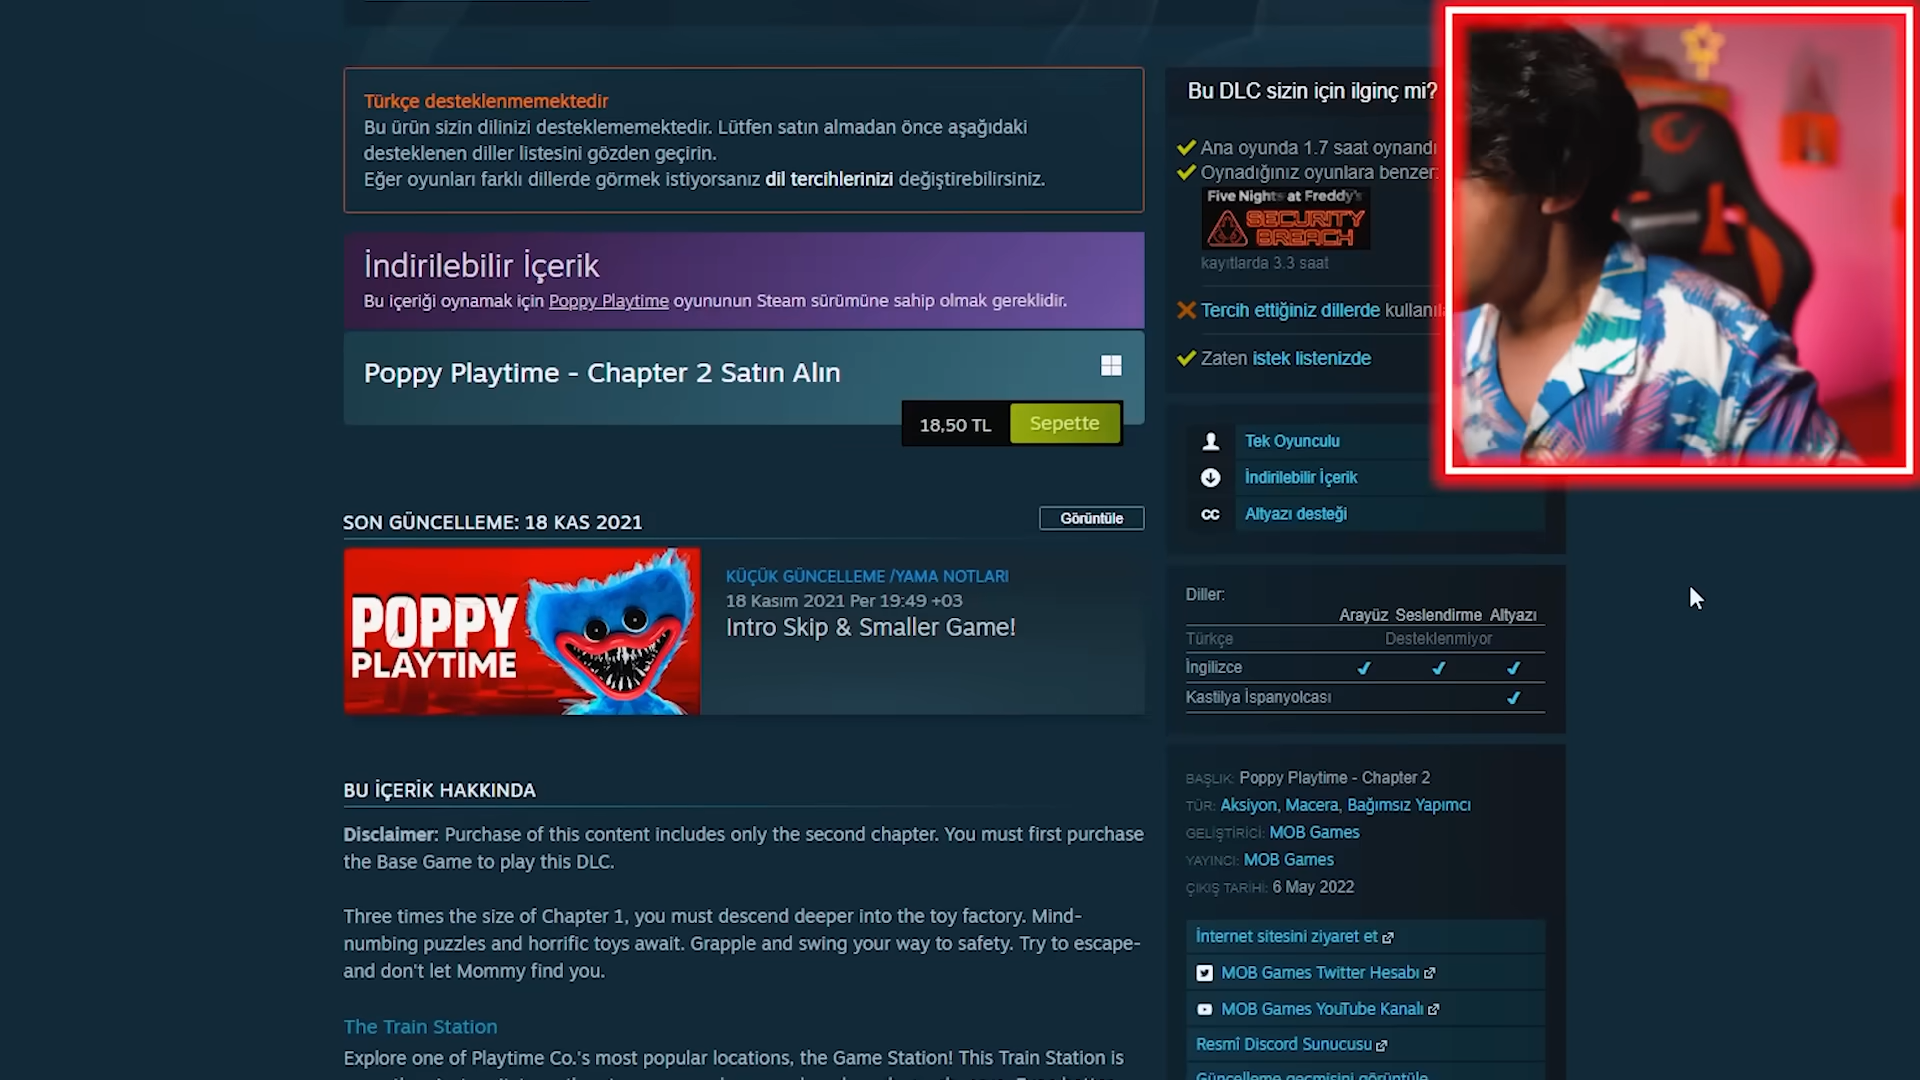 Türkçe desteklenmemektedir
Bu ürün sizin dilinizi desteklememektedir. Lütfen satın almadan önce aşağıdaki
desteklenen diller listesini gözden geçirin.
Eğer oyunları farklı dillerde görmek istiyorsanız dil tercihlerinizi değiştirebilirsiniz.
İndirilebilir İçerik
Bu içeriği oynamak için Poppy Playtime oyununun Steam sürümüne sahip olmak gereklidir.
Poppy Playtime - Chapter 2 Satın Alın
18,50 TL Sepette
SON GÜNCELLEME: 18 KAS 2021
Görüntüle
POPPY
PLAYTIME
KÜÇÜK GÜNCELLEME /YAMA NOTLARI
18 Kasım 2021 Per 19:49 +03
Intro Skip & Smaller Game!
BU İÇERİK HAKKINDA
Disclaimer: Purchase of this content includes only the second chapter. You must first purchase
the Base Game to play this DLC.
Three times the size of Chapter 1, you must descend deeper into the toy factory. Mind-
numbing puzzles and horrific toys await. Grapple and swing your way to safety. Try to escape-
and don't let Mommy find you.
The Train Station
Explore one of Playtime Co.'s most popular locations, the Game Station! This Train Station is
Bu DLC sizin için ilginç mi?
Ana oyunda 1.7 saat oynandı
Oynadığınız oyunlara benzer:
Five Nights at Freddy's
SECURITY
BREACH
kayıtlarda 3.3 saat
Tercih ettiğiniz dillerde
Zaten istek listenizde
Tek Oyunculu
İndirilebilir İçerik
CC Altyazı desteği
Diller:
Arayüz Seslendirme Altyazı
Türkçe Desteklenmiyor
İngilizce ✔ ✔ ✔
Kastilya İspanyolcası ✔
BAŞLIK: Poppy Playtime - Chapter 2
TÜR: Aksiyon, Macera, Bağımsız Yapımcı
GELİŞTİRİCİ: MOB Games
YAYINCI: MOB Games
ÇIKIŞ TARİHİ: 6 May 2022
İnternet sitesini ziyaret et
MOB Games Twitter Hesabı
MOB Games YouTube Kanalı
Resmî Discord Sunucusu
Güncelleme geçmişini görüntüle